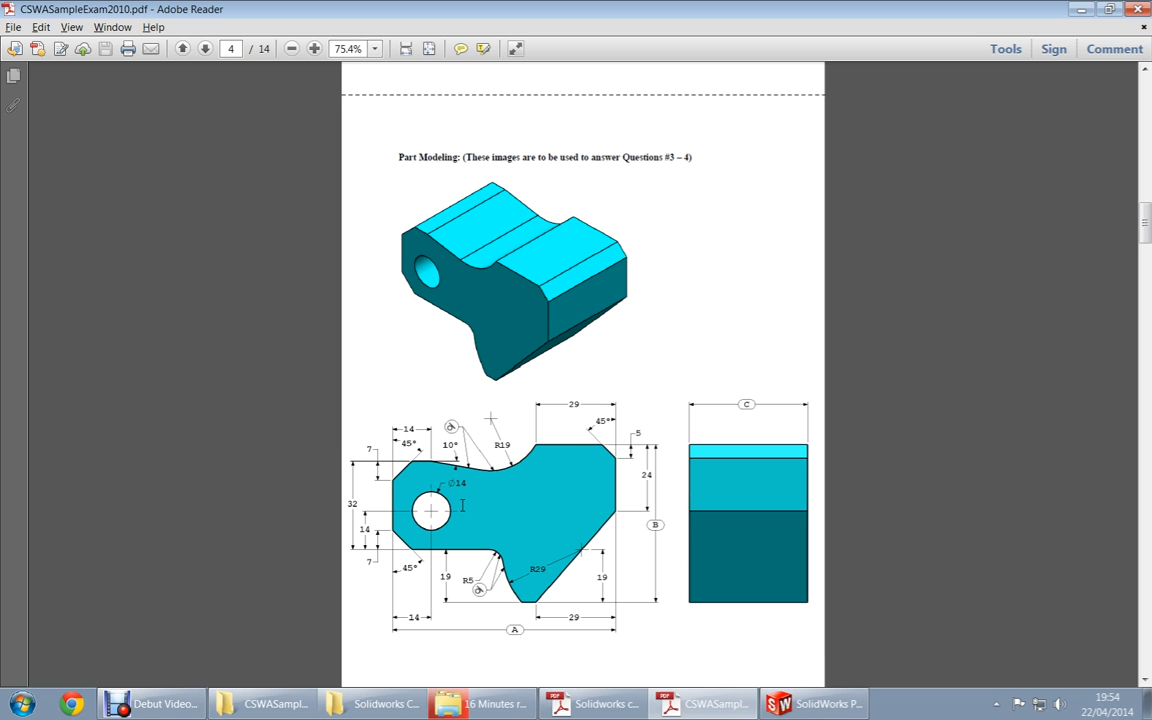 CSWASampleExam2010.pdf - Adobe Reader
File Edit View Window Help
4 / 14 75.4% Tools Sign Comment
Part Modeling: (These images are to be used to answer Questions #3 – 4)
29 C
14 45° 5
45° 10° R19
7
∅14 24
32
B
14
7 45° 19 R5 R29 19
14 29
A
Debut Video... CSWASampl... Solidworks C... 16 Minutes r... Solidworks c... CSWASampl... SolidWorks P...
19:54
22/04/2014